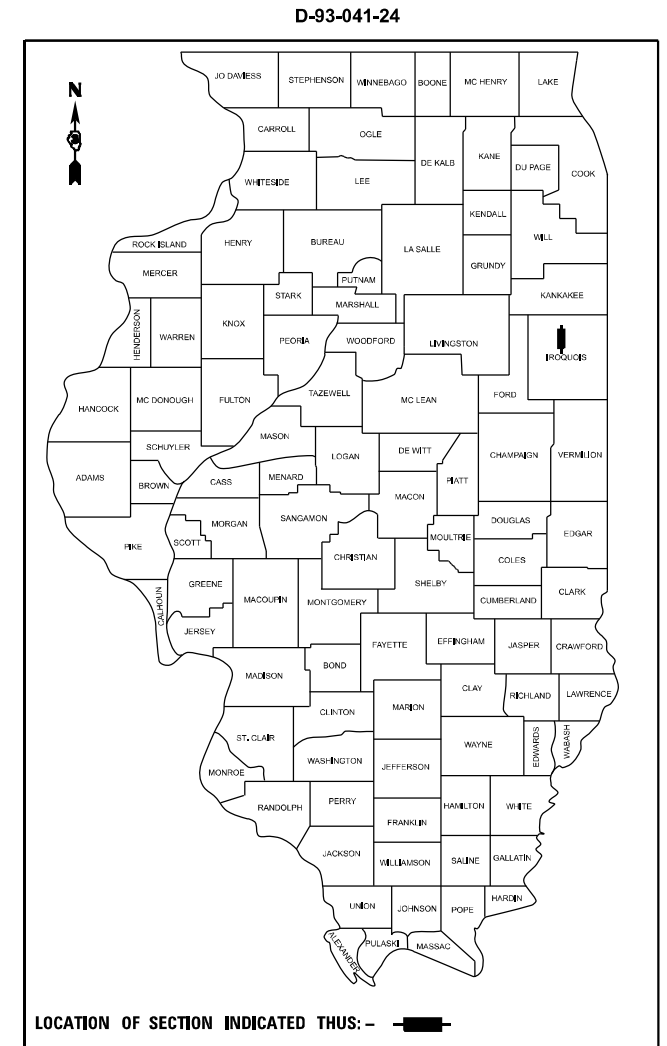 D-93-041-24
N
JO DAVIESS STEPHENSON WINNEBAGO BOONE MC HENRY LAKE
CARROLL OGLE
DE KALB KANE DU PAGE COOK
WHITESIDE LEE
KENDALL
ROCK ISLAND HENRY BUREAU LA SALLE WILL
MERCER PUTNAM GRUNDY
STARK MARSHALL KANKAKEE
HENDERSON WARREN KNOX PEORIA WOODFORD LIVINGSTON IROQUOIS
HANCOCK MC DONOUGH FULTON TAZEWELL MC LEAN FORD
SCHUYLER MASON
ADAMS BROWN CASS MENARD LOGAN DE WITT PIATT CHAMPAIGN VERMILION
MACON
PIKE SCOTT MORGAN SANGAMON CHRISTIAN MOULTRIE DOUGLAS EDGAR
COLES
CALHOUN GREENE MACOUPIN MONTGOMERY SHELBY CUMBERLAND CLARK
JERSEY
FAYETTE EFFINGHAM JASPER CRAWFORD
MADISON BOND
CLAY RICHLAND LAWRENCE
CLINTON MARION
ST. CLAIR WAYNE EDWARDS WABASH
MONROE WASHINGTON JEFFERSON
RANDOLPH PERRY HAMILTON WHITE
FRANKLIN
JACKSON WILLIAMSON SALINE GALLATIN
UNION JOHNSON POPE HARDIN
ALEXANDER PULASKI MASSAC
LOCATION OF SECTION INDICATED THUS: –